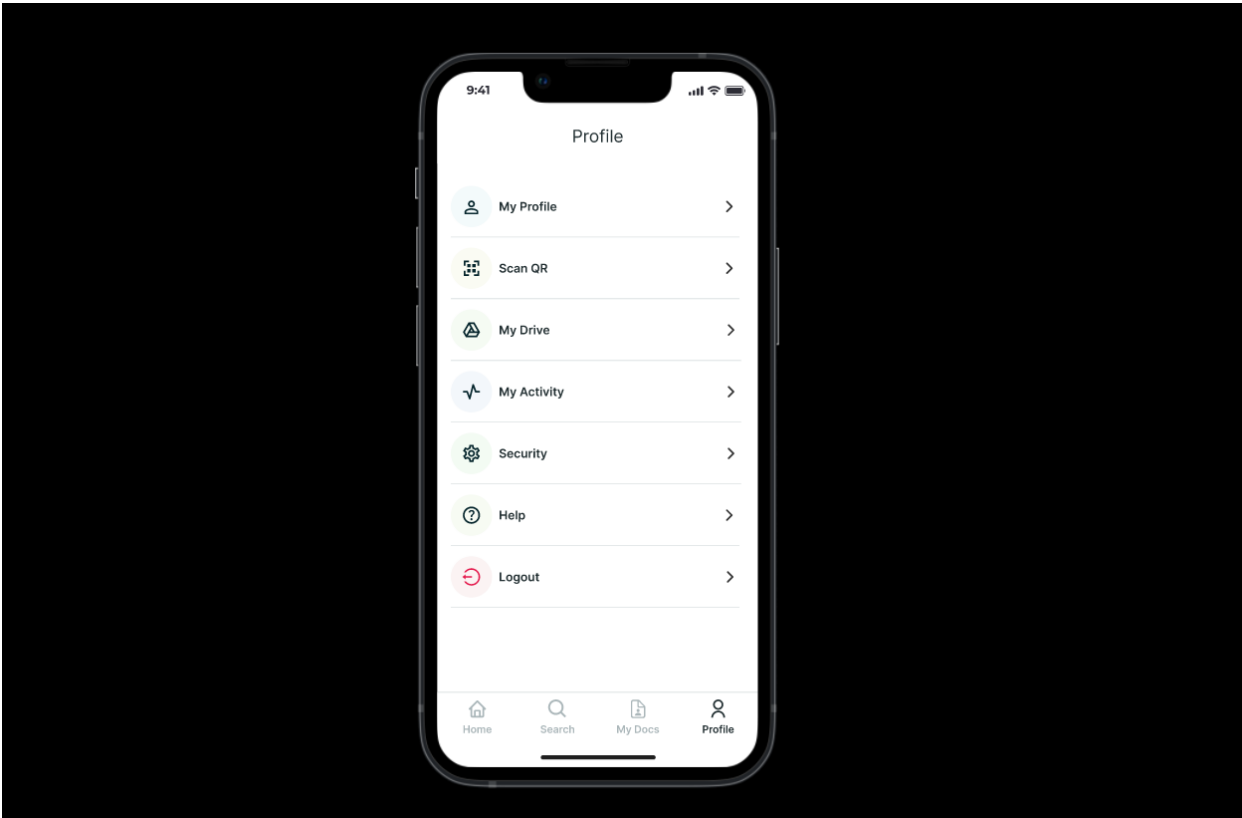 9:41
Profile
My Profile
Scan QR
My Drive
My Activity
Security
Help
Logout
Home Search My Docs Profile